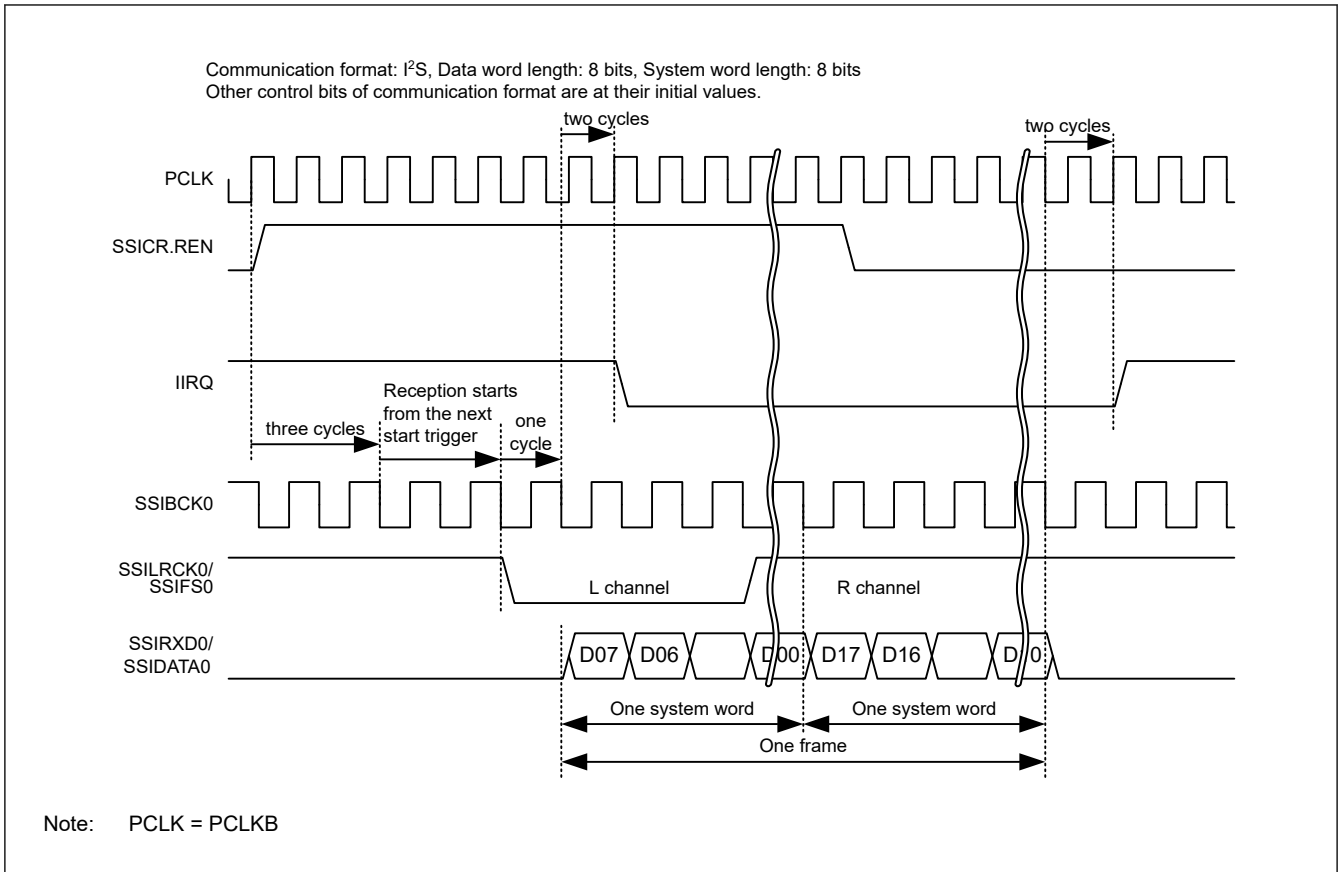 Communication format: I²S, Data word length: 8 bits, System word length: 8 bits
Other control bits of communication format are at their initial values.
two cycles
two cycles
PCLK
SSICR.REN
IIRQ
Reception starts
from the next
start trigger
one
cycle
three cycles
SSIBCK0
SSILRCK0/
SSIFS0
L channel
R channel
SSIRXD0/
SSIDATA0
D07
D06
D00
D17
D16
One system word
One system word
One frame
Note: PCLK = PCLKB